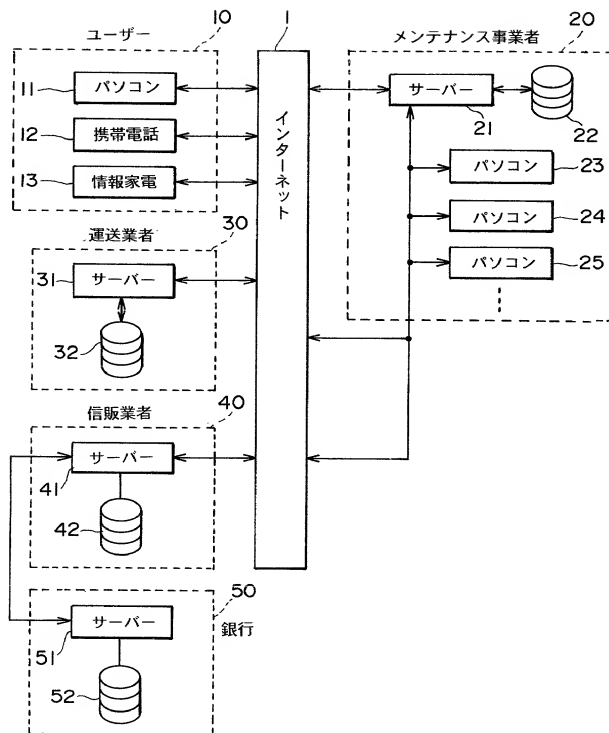 ユーザー
10
11
パソコン
12
携帯電話
13
情報家電
1
インターネット
メンテナンス事業者
20
サーバー
21
22
パソコン
23
パソコン
24
パソコン
25
運送業者
30
31
サーバー
32
信販業者
40
サーバー
41
42
50
銀行
サーバー
51
52